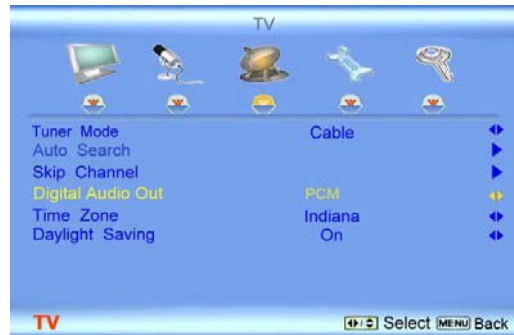 TV
Tuner Mode Cable
Auto Search
Skip Channel
Digital Audio Out PCM
Time Zone Indiana
Daylight Saving On
TV Select MENU Back